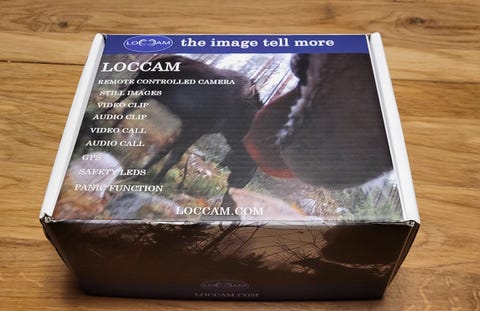 LOCCAM the image tell more
LOCCAM
REMOTE CONTROLLED CAMERA
STILL IMAGES
VIDEO CLIP
AUDIO CLIP
VIDEO CALL
AUDIO CALL
GPS
SAFETY LEDS
PANIC FUNCTION
LOCCAM.COM
LOCCAM
LOCCAM.COM